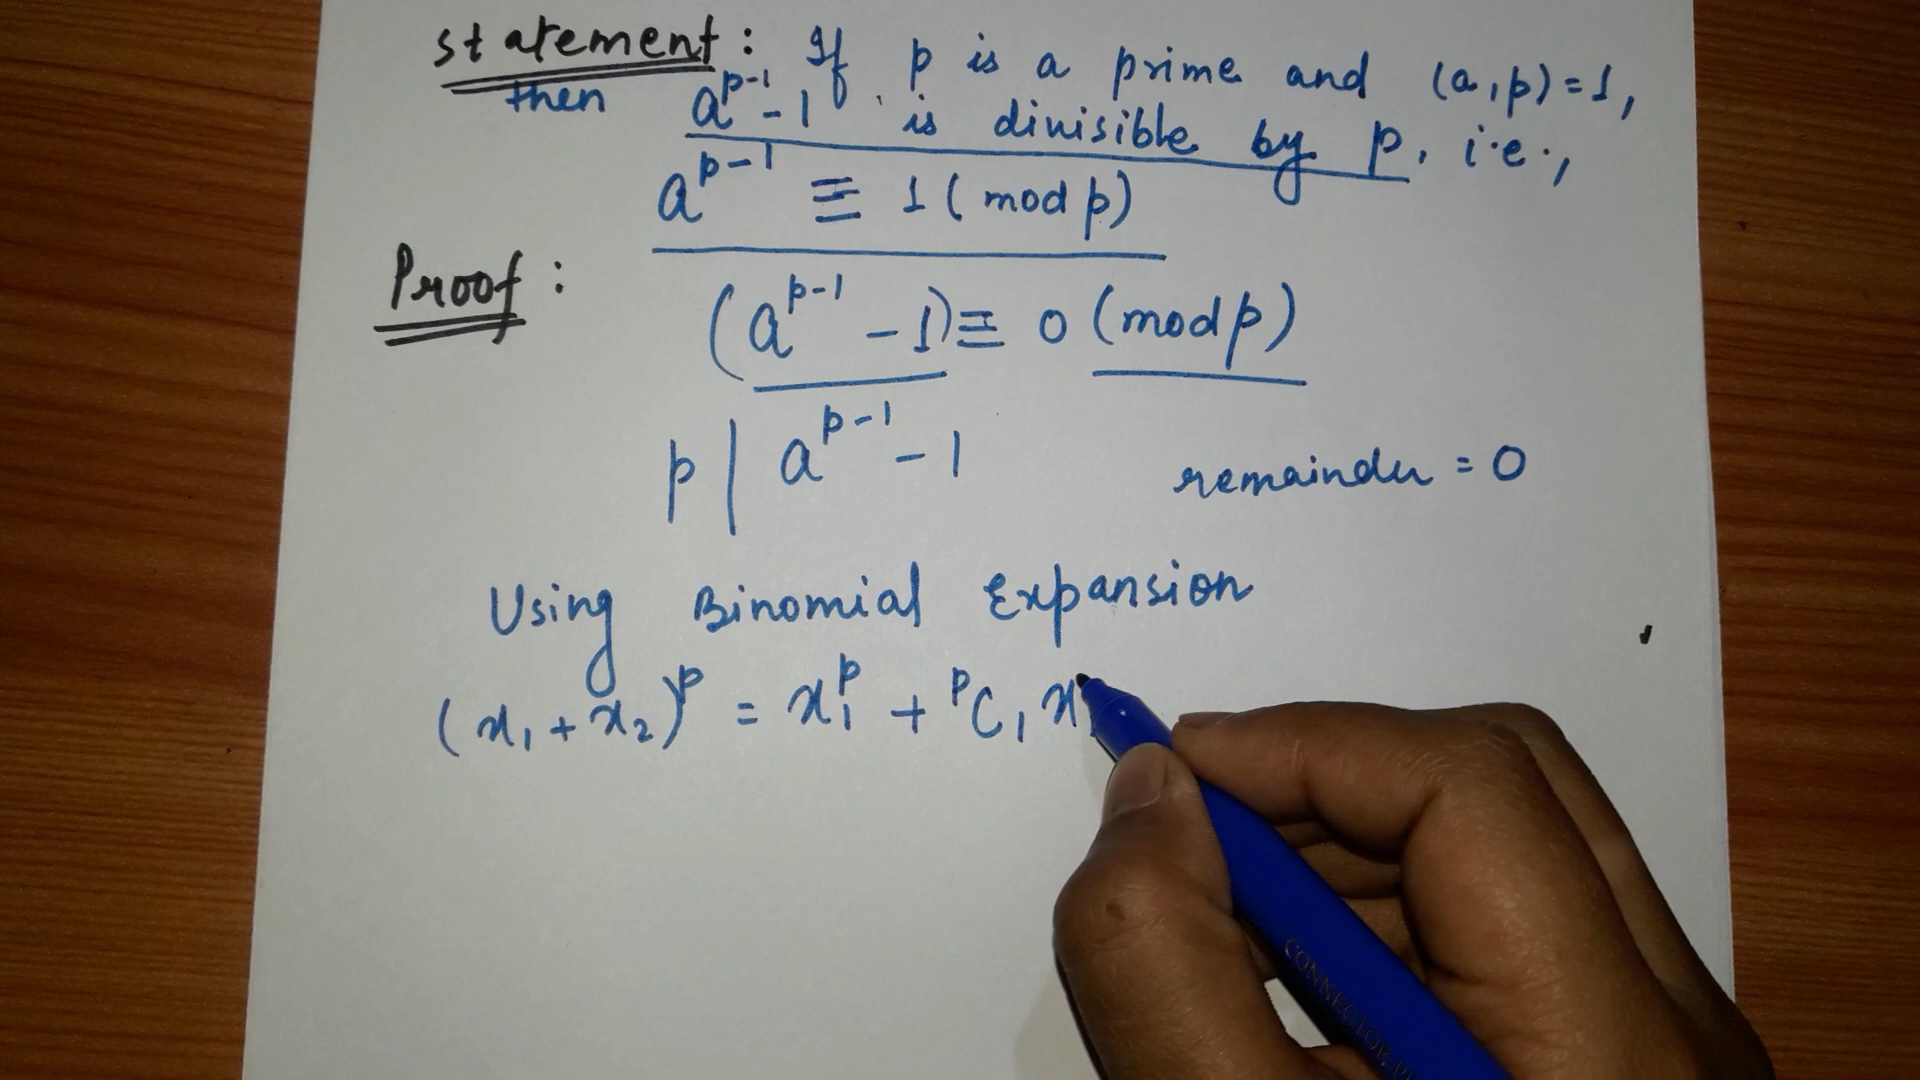 Statement: If p is a prime and (a,p)=1,
then a^{p-1}-1 is divisible by p, i.e.,
a^{p-1} ≡ 1 (mod p)
Proof:
(a^{p-1} - 1) ≡ 0 (mod p)
p | a^{p-1} - 1 remainder = 0
Using Binomial Expansion
(x₁ + x₂)^p = x₁^p + ^pC₁ x
CONNECTOR